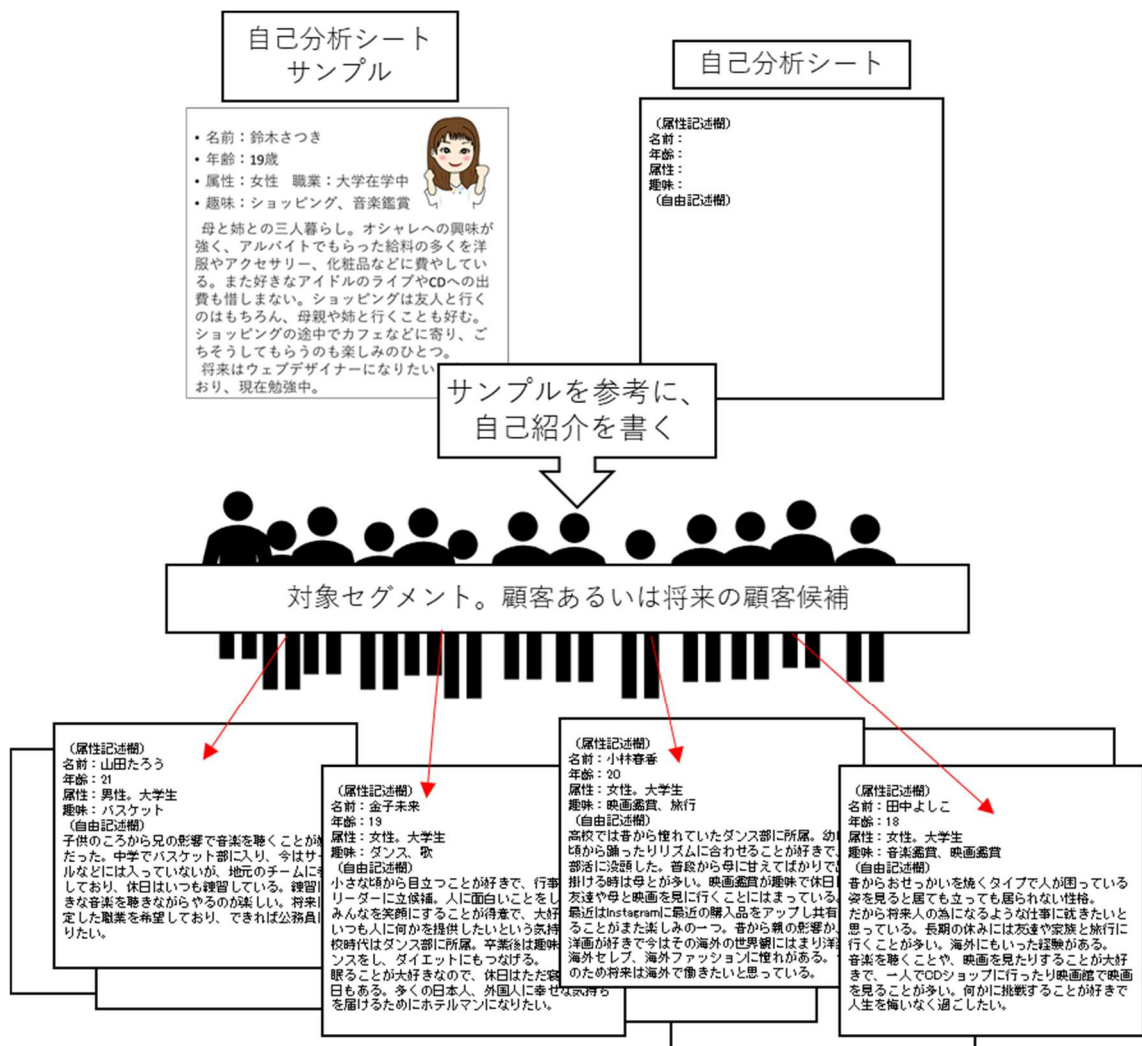 自己分析シート
サンプル
自己分析シート
• 名前：鈴木さつき
• 年齢：19歳
• 属性：女性　職業：大学在学中
• 趣味：ショッピング、音楽鑑賞
母と姉との三人暮らし。オシャレへの興味が
強く、アルバイトでもらった給料の多くを洋
服やアクセサリー、化粧品などに費やしてい
る。また好きなアイドルのライブやCDへの出
費も惜しまない。ショッピングは友人と行く
のはもちろん、母親や姉と行くことも好む。
ショッピングの途中でカフェなどに寄り、ご
ちそうしてもらうのも楽しみのひとつ。
将来はウェブデザイナーになりたい
おり、現在勉強中。
（属性記述欄）
名前：
年齢：
属性：
趣味：
（自由記述欄）
サンプルを参考に、
自己紹介を書く
対象セグメント。顧客あるいは将来の顧客候補
（属性記述欄）
名前：山田たろう
年齢：21
属性：男性。大学生
趣味：バスケット
（自由記述欄）
子供のころから兄の影響で音楽を聴くことが
だった。中学でバスケット部に入り、今はサー
ルなどには入っていないが、地元のチームに
しており、休日はいつも練習している。練習
きな音楽を聴きながらやるのが楽しい。将来
定した職業を希望しており、できれば公務員
りたい。
（属性記述欄）
名前：金子未来
年齢：19
属性：女性。大学生
趣味：ダンス、歌
（自由記述欄）
小さな頃から目立つことが好きで、行事
リーダーに立候補。人に面白いことをし
みんなを笑顔にすることが得意で、大好
いつも人に何かを提供したいという気持
校時代はダンス部に所属。卒業後は趣味
ンスをし、ダイエットにもつなげる。
眠ることが大好きなので、休日はただ寝
日もある。多くの日本人、外国人に幸せな気持ち
を届けるためにホテルマンになりたい。
（属性記述欄）
名前：小林春香
年齢：20
属性：女性。大学生
趣味：映画鑑賞、旅行
（自由記述欄）
高校では昔から憧れていたダンス部に所属。幼
頃から踊ったりリズムに合わせることが好きで、
部活に没頭した。普段から母に甘えてばかりで
掛ける時は母とが多い。映画鑑賞が趣味で休日
友達や母と映画を見に行くことにはまっている。
最近はInstagramに最近の購入品をアップし共有
ることがまた楽しみの一つ。昔から親の影響か、
洋画が好きで今はその海外の世界観にはまり洋
海外セレブ、海外ファッションに憧れがある。
のため将来は海外で働きたいと思っている。
（属性記述欄）
名前：田中よしこ
年齢：18
属性：女性。大学生
趣味：音楽鑑賞、映画鑑賞
（自由記述欄）
昔からおせっかいを焼くタイプで人が困っている
姿を見ると居ても立っても居られない性格。
だから将来人の為になるような仕事に就きたいと
思っている。長期の休みには友達や家族と旅行に
行くことが多い。海外にもいった経験がある。
音楽を聴くことや、映画を見たりすることが大好
きで、一人でCDショップに行ったり映画館で映画
を見ることが多い。何かに挑戦することが好きで
人生を悔いなく過ごしたい。